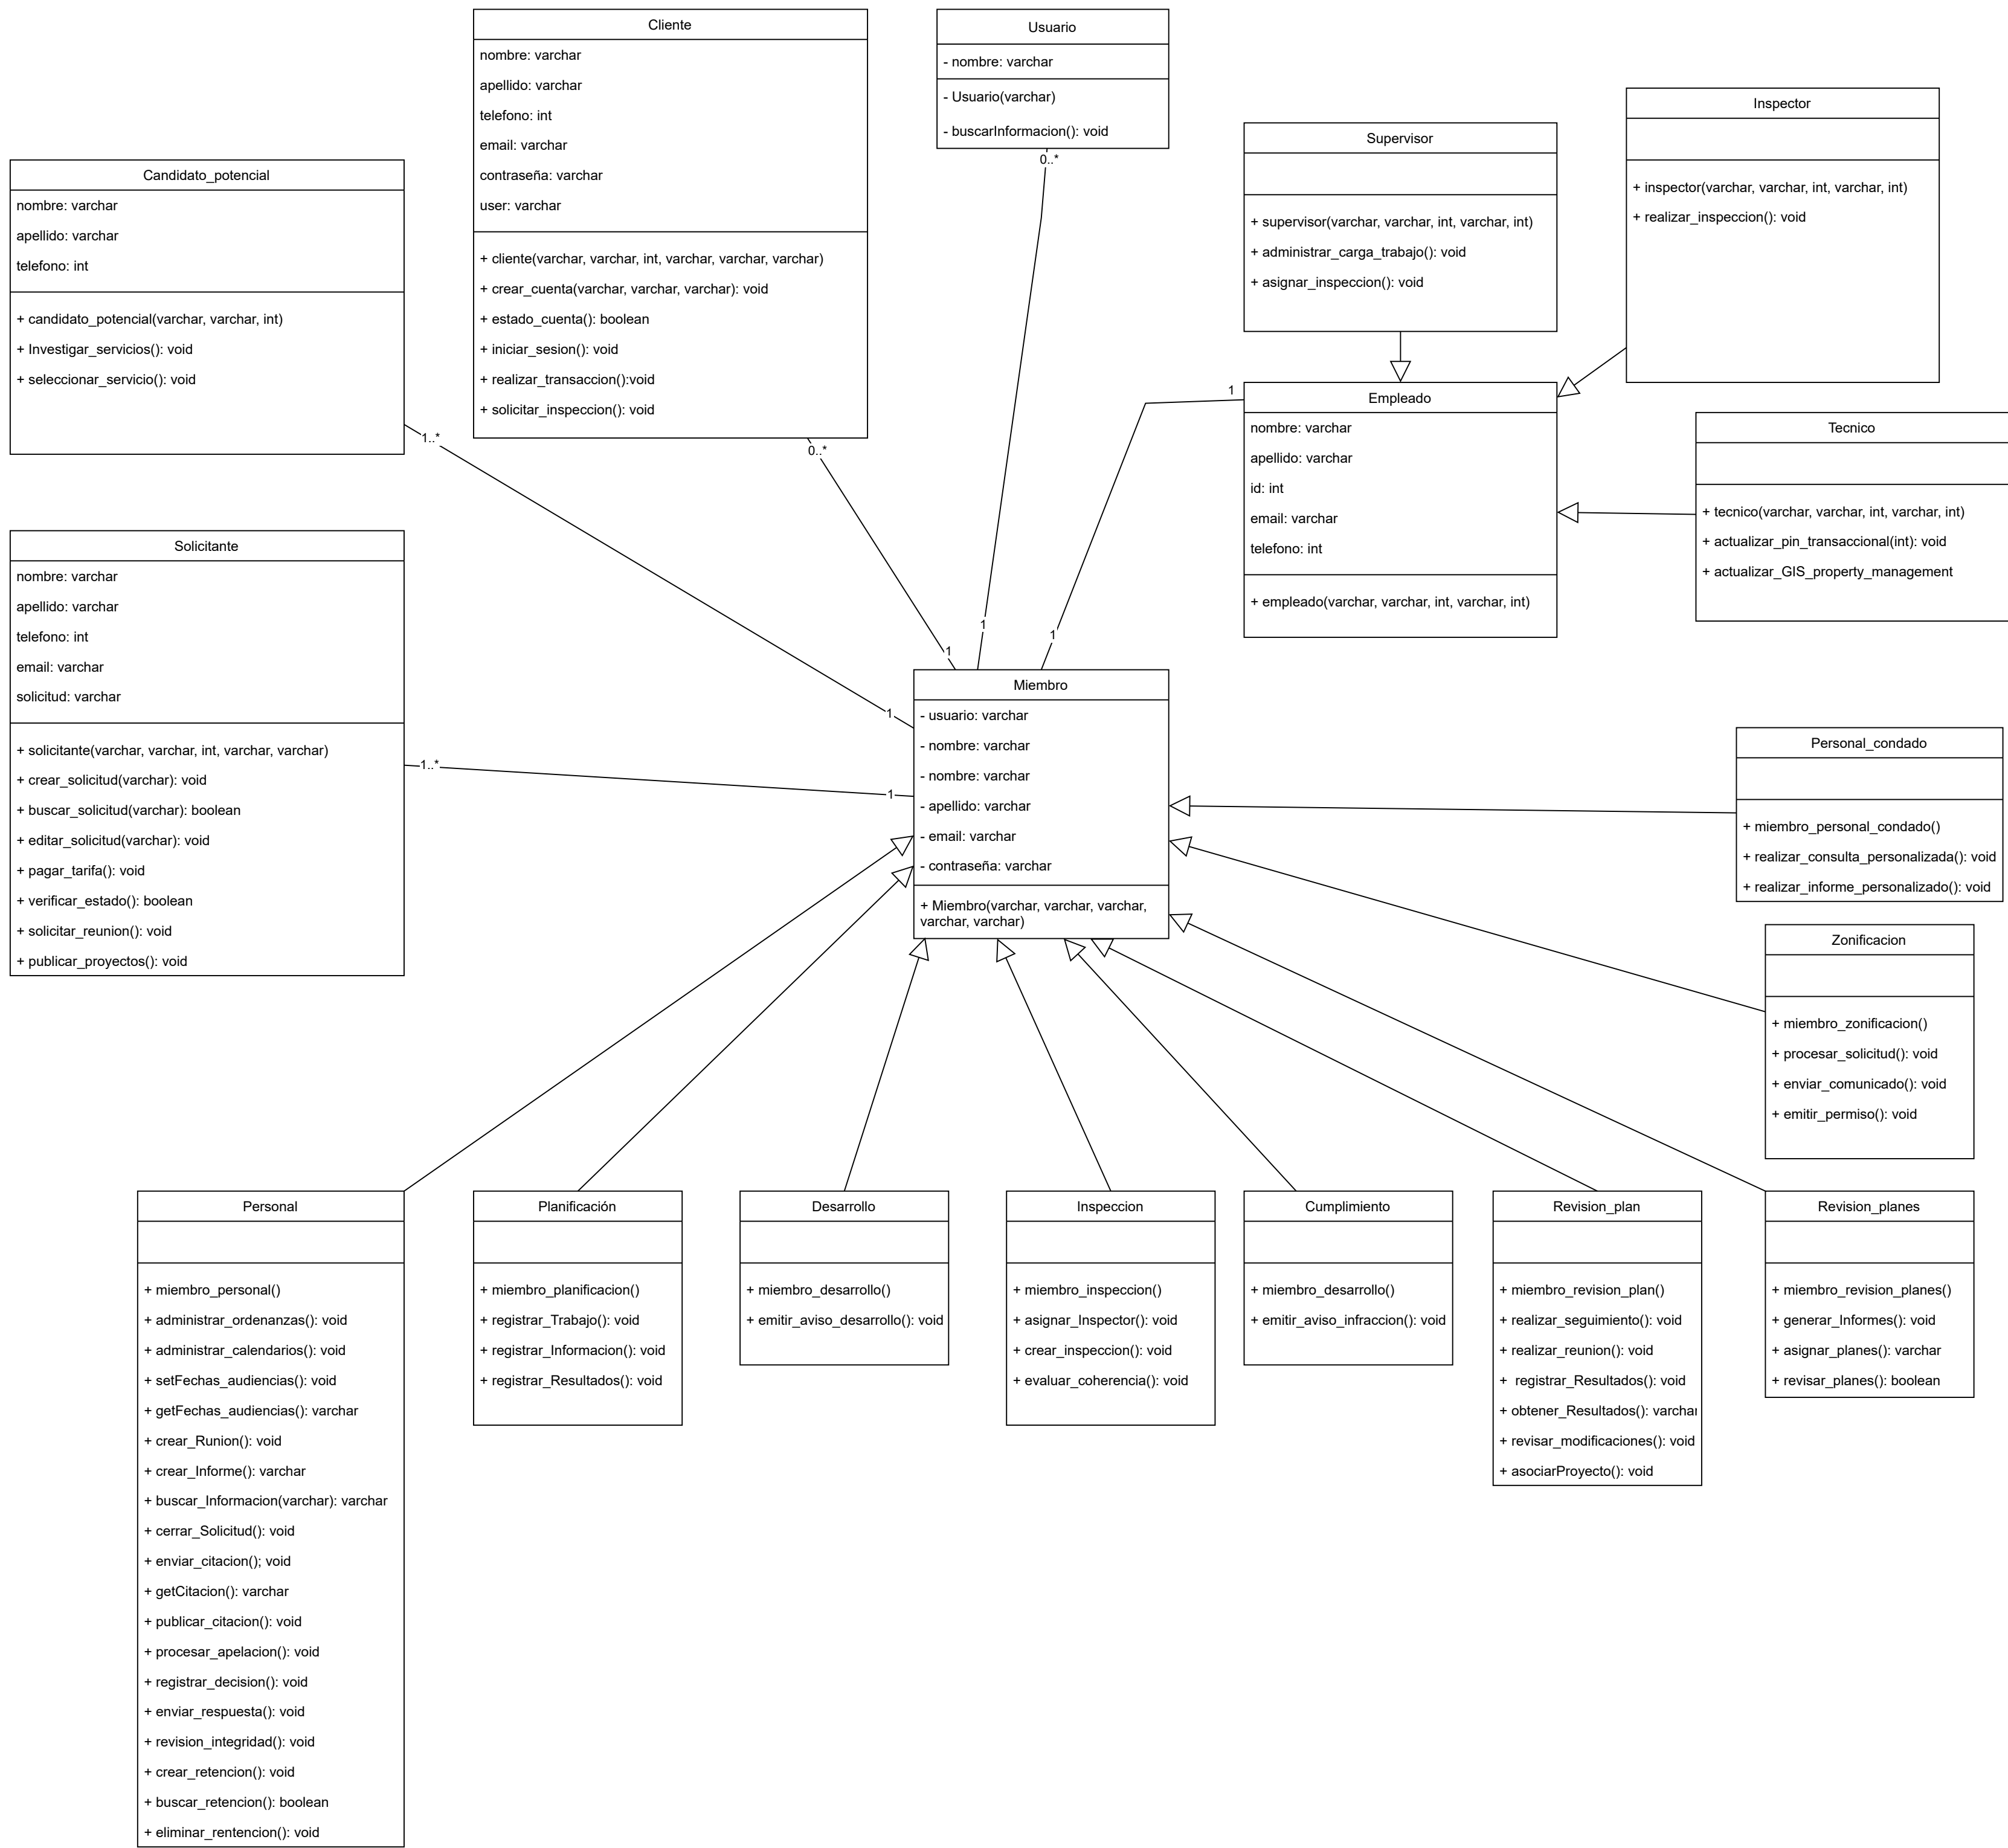 Cliente
nombre: varchar
apellido: varchar
telefono: int
email: varchar
contraseña: varchar
user: varchar
+ cliente(varchar, varchar, int, varchar, varchar, varchar)
+ crear_cuenta(varchar, varchar, varchar): void
+ estado_cuenta(): boolean
+ iniciar_sesion(): void
+ realizar_transaccion():void
+ solicitar_inspeccion(): void
0..*
1
Usuario
- nombre: varchar
- Usuario(varchar)
- buscarInformacion(): void
0..*
1
Inspector
+ inspector(varchar, varchar, int, varchar, int)
+ realizar_inspeccion(): void
Supervisor
+ supervisor(varchar, varchar, int, varchar, int)
+ administrar_carga_trabajo(): void
+ asignar_inspeccion(): void
Candidato_potencial
nombre: varchar
apellido: varchar
telefono: int
+ candidato_potencial(varchar, varchar, int)
+ Investigar_servicios(): void
+ seleccionar_servicio(): void
1..*
1
Empleado
nombre: varchar
apellido: varchar
id: int
email: varchar
telefono: int
+ empleado(varchar, varchar, int, varchar, int)
1
1
Tecnico
+ tecnico(varchar, varchar, int, varchar, int)
+ actualizar_pin_transaccional(int): void
+ actualizar_GIS_property_management
Solicitante
nombre: varchar
apellido: varchar
telefono: int
email: varchar
solicitud: varchar
+ solicitante(varchar, varchar, int, varchar, varchar)
+ crear_solicitud(varchar): void
+ buscar_solicitud(varchar): boolean
+ editar_solicitud(varchar): void
+ pagar_tarifa(): void
+ verificar_estado(): boolean
+ solicitar_reunion(): void
+ publicar_proyectos(): void
1..*
1
Miembro
- usuario: varchar
- nombre: varchar
- nombre: varchar
- apellido: varchar
- email: varchar
- contraseña: varchar
+ Miembro(varchar, varchar, varchar,
varchar, varchar)
Personal_condado
+ miembro_personal_condado()
+ realizar_consulta_personalizada(): void
+ realizar_informe_personalizado(): void
Zonificacion
+ miembro_zonificacion()
+ procesar_solicitud(): void
+ enviar_comunicado(): void
+ emitir_permiso(): void
Personal
+ miembro_personal()
+ administrar_ordenanzas(): void
+ administrar_calendarios(): void
+ setFechas_audiencias(): void
+ getFechas_audiencias(): varchar
+ crear_Runion(): void
+ crear_Informe(): varchar
+ buscar_Informacion(varchar): varchar
+ cerrar_Solicitud(): void
+ enviar_citacion(); void
+ getCitacion(): varchar
+ publicar_citacion(): void
+ procesar_apelacion(): void
+ registrar_decision(): void
+ enviar_respuesta(): void
+ revision_integridad(): void
+ crear_retencion(): void
+ buscar_retencion(): boolean
+ eliminar_rentencion(): void
Planificación
+ miembro_planificacion()
+ registrar_Trabajo(): void
+ registrar_Informacion(): void
+ registrar_Resultados(): void
Desarrollo
+ miembro_desarrollo()
+ emitir_aviso_desarrollo(): void
Inspeccion
+ miembro_inspeccion()
+ asignar_Inspector(): void
+ crear_inspeccion(): void
+ evaluar_coherencia(): void
Cumplimiento
+ miembro_desarrollo()
+ emitir_aviso_infraccion(): void
Revision_plan
+ miembro_revision_plan()
+ realizar_seguimiento(): void
+ realizar_reunion(): void
+ registrar_Resultados(): void
+ obtener_Resultados(): varchar
+ revisar_modificaciones(): void
+ asociarProyecto(): void
Revision_planes
+ miembro_revision_planes()
+ generar_Informes(): void
+ asignar_planes(): varchar
+ revisar_planes(): boolean